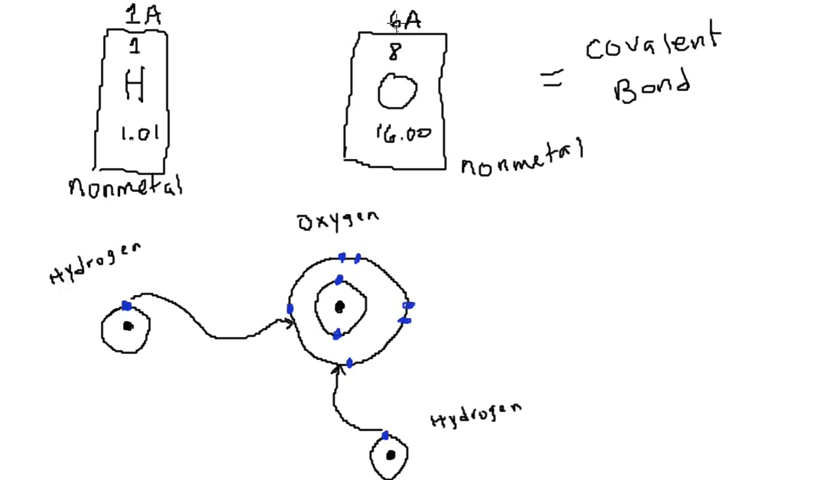 1A
1
H
1.01
nonmetal
6A
8
O
16.00
nonmetal
= covalent
Bond
Hydrogen
Oxygen
Hydrogen